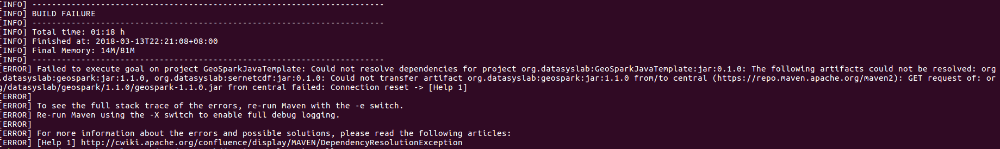 [INFO] ------------------------------------------------------------------------
[INFO] BUILD FAILURE
[INFO] ------------------------------------------------------------------------
[INFO] Total time: 01:18 h
[INFO] Finished at: 2018-03-13T22:21:08+08:00
[INFO] Final Memory: 14M/81M
[INFO] ------------------------------------------------------------------------
[ERROR] Failed to execute goal on project GeoSparkJavaTemplate: Could not resolve dependencies for project org.datasyslab:GeoSparkJavaTemplate:jar:0.1.0: The following artifacts could not be resolved: org
.datasyslab:geospark:jar:1.1.0, org.datasyslab:sernetcdf:jar:0.1.0: Could not transfer artifact org.datasyslab:geospark:jar:1.1.0 from/to central (https://repo.maven.apache.org/maven2): GET request of: or
g/datasyslab/geospark/1.1.0/geospark-1.1.0.jar from central failed: Connection reset -> [Help 1]
[ERROR]
[ERROR] To see the full stack trace of the errors, re-run Maven with the -e switch.
[ERROR] Re-run Maven using the -X switch to enable full debug logging.
[ERROR]
[ERROR] For more information about the errors and possible solutions, please read the following articles:
[ERROR] [Help 1] http://cwiki.apache.org/confluence/display/MAVEN/DependencyResolutionException